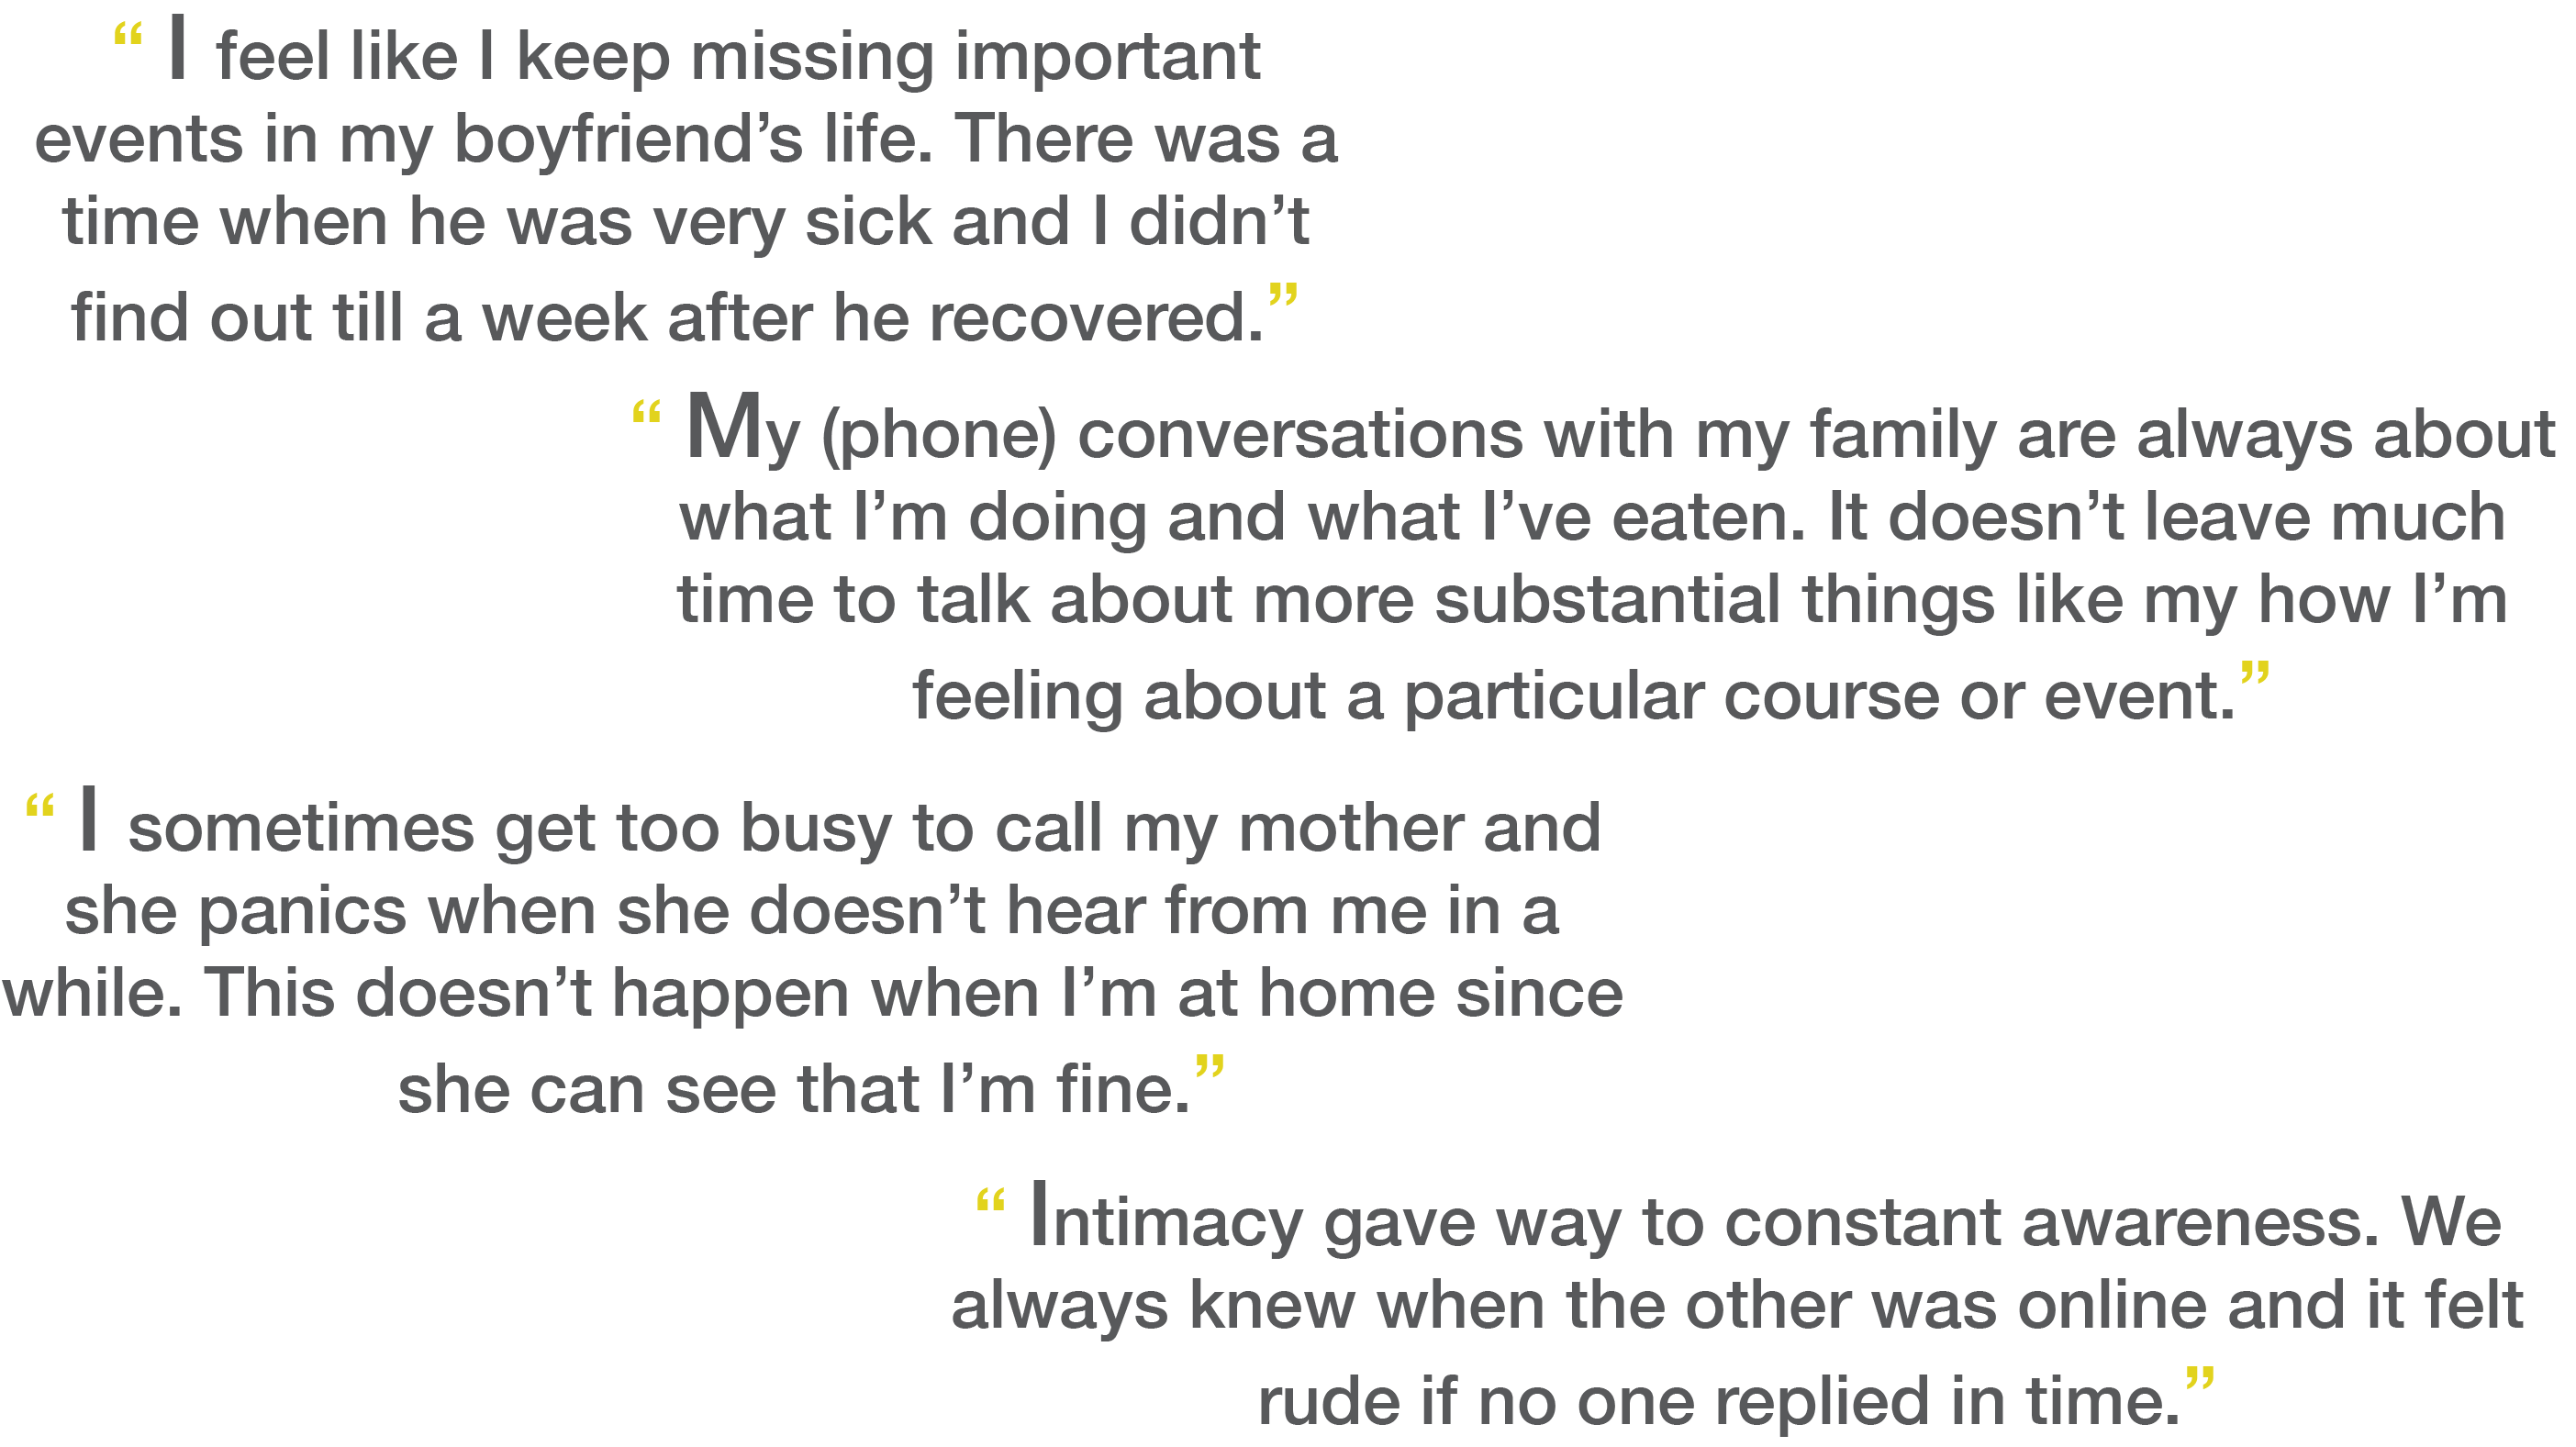 “ I feel like I keep missing important
events in my boyfriend’s life. There was a
time when he was very sick and I didn’t
find out till a week after he recovered.”
“ My (phone) conversations with my family are always about
what I’m doing and what I’ve eaten. It doesn’t leave much
time to talk about more substantial things like my how I’m
feeling about a particular course or event.”
“ I sometimes get too busy to call my mother and
she panics when she doesn’t hear from me in a
while. This doesn’t happen when I’m at home since
she can see that I’m fine.”
“ Intimacy gave way to constant awareness. We
always knew when the other was online and it felt
rude if no one replied in time.”